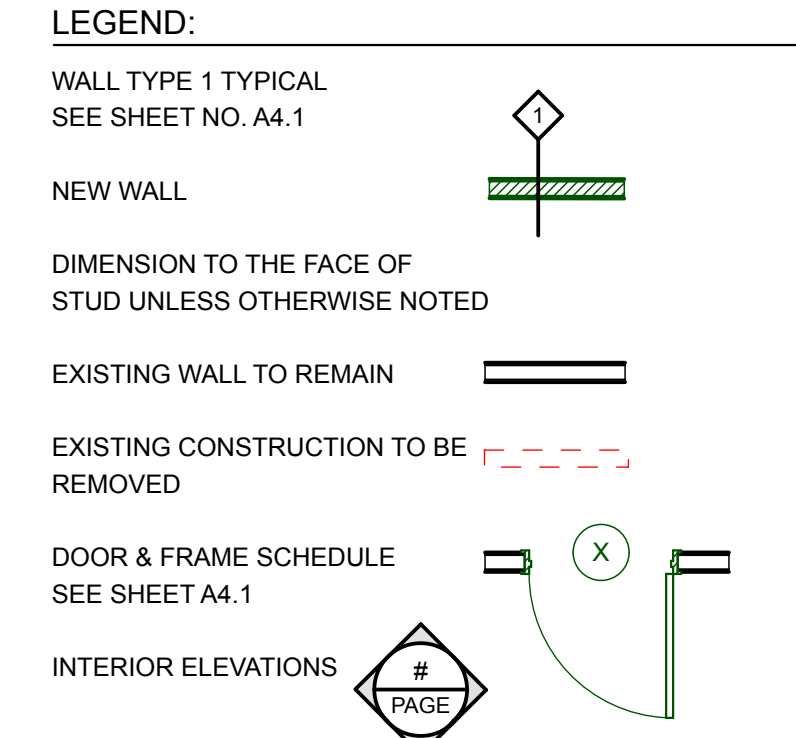 LEGEND:
WALL TYPE 1 TYPICAL
SEE SHEET NO. A4.1
1
NEW WALL
DIMENSION TO THE FACE OF
STUD UNLESS OTHERWISE NOTED
EXISTING WALL TO REMAIN
EXISTING CONSTRUCTION TO BE
REMOVED
DOOR & FRAME SCHEDULE
SEE SHEET A4.1
X
INTERIOR ELEVATIONS
#
PAGE